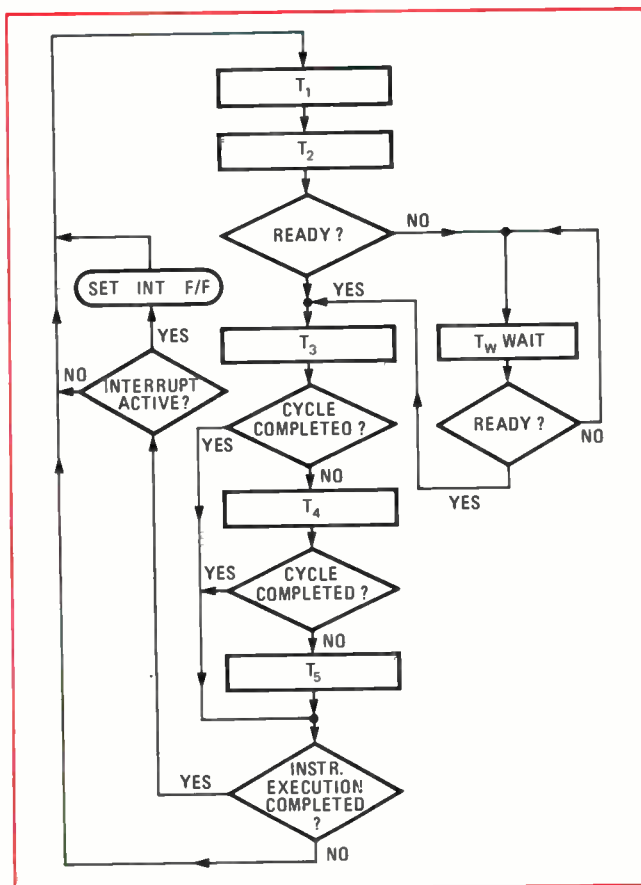 T1
T2
READY ?
NO
YES
SET INT F/F
YES
T3
TW WAIT
NO
INTERRUPT
ACTIVE?
CYCLE
COMPLETED ?
READY ?
NO
YES
NO
YES
T4
YES
CYCLE
COMPLETED ?
NO
T5
YES
INSTR.
EXECUTION
COMPLETED
?
NO